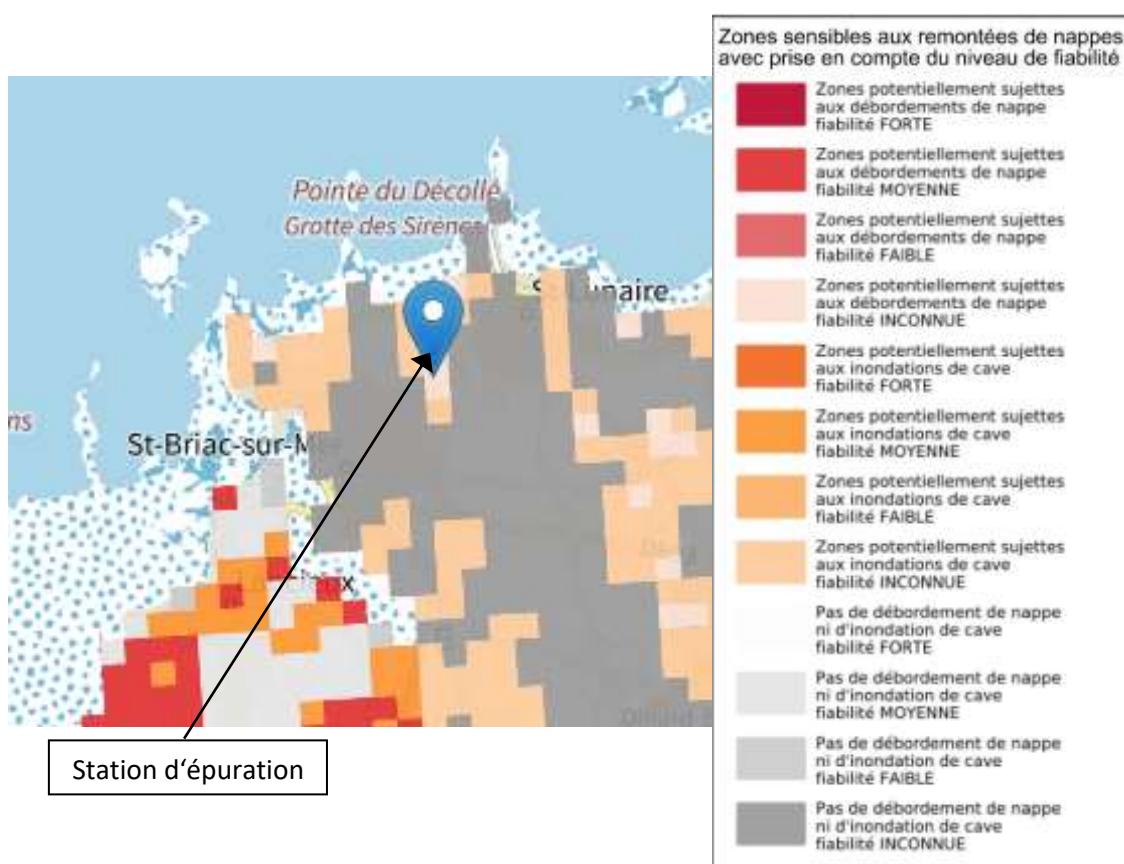 Pointe du Décollé
Grotte des Sirènes
St-Briac-sur-M
Station d‘épuration
Zones sensibles aux remontées de nappes
avec prise en compte du niveau de fiabilité
Zones potentiellement sujettes
aux débordements de nappe
fiabilité FORTE
Zones potentiellement sujettes
aux débordements de nappe
fiabilité MOYENNE
Zones potentiellement sujettes
aux débordements de nappe
fiabilité FAIBLE
Zones potentiellement sujettes
aux débordements de nappe
fiabilité INCONNUE
Zones potentiellement sujettes
aux inondations de cave
fiabilité FORTE
Zones potentiellement sujettes
aux inondations de cave
fiabilité MOYENNE
Zones potentiellement sujettes
aux inondations de cave
fiabilité FAIBLE
Zones potentiellement sujettes
aux inondations de cave
fiabilité INCONNUE
Pas de débordement de nappe
ni d'inondation de cave
fiabilité FORTE
Pas de débordement de nappe
ni d'inondation de cave
fiabilité MOYENNE
Pas de débordement de nappe
ni d'inondation de cave
fiabilité FAIBLE
Pas de débordement de nappe
ni d'inondation de cave
fiabilité INCONNUE